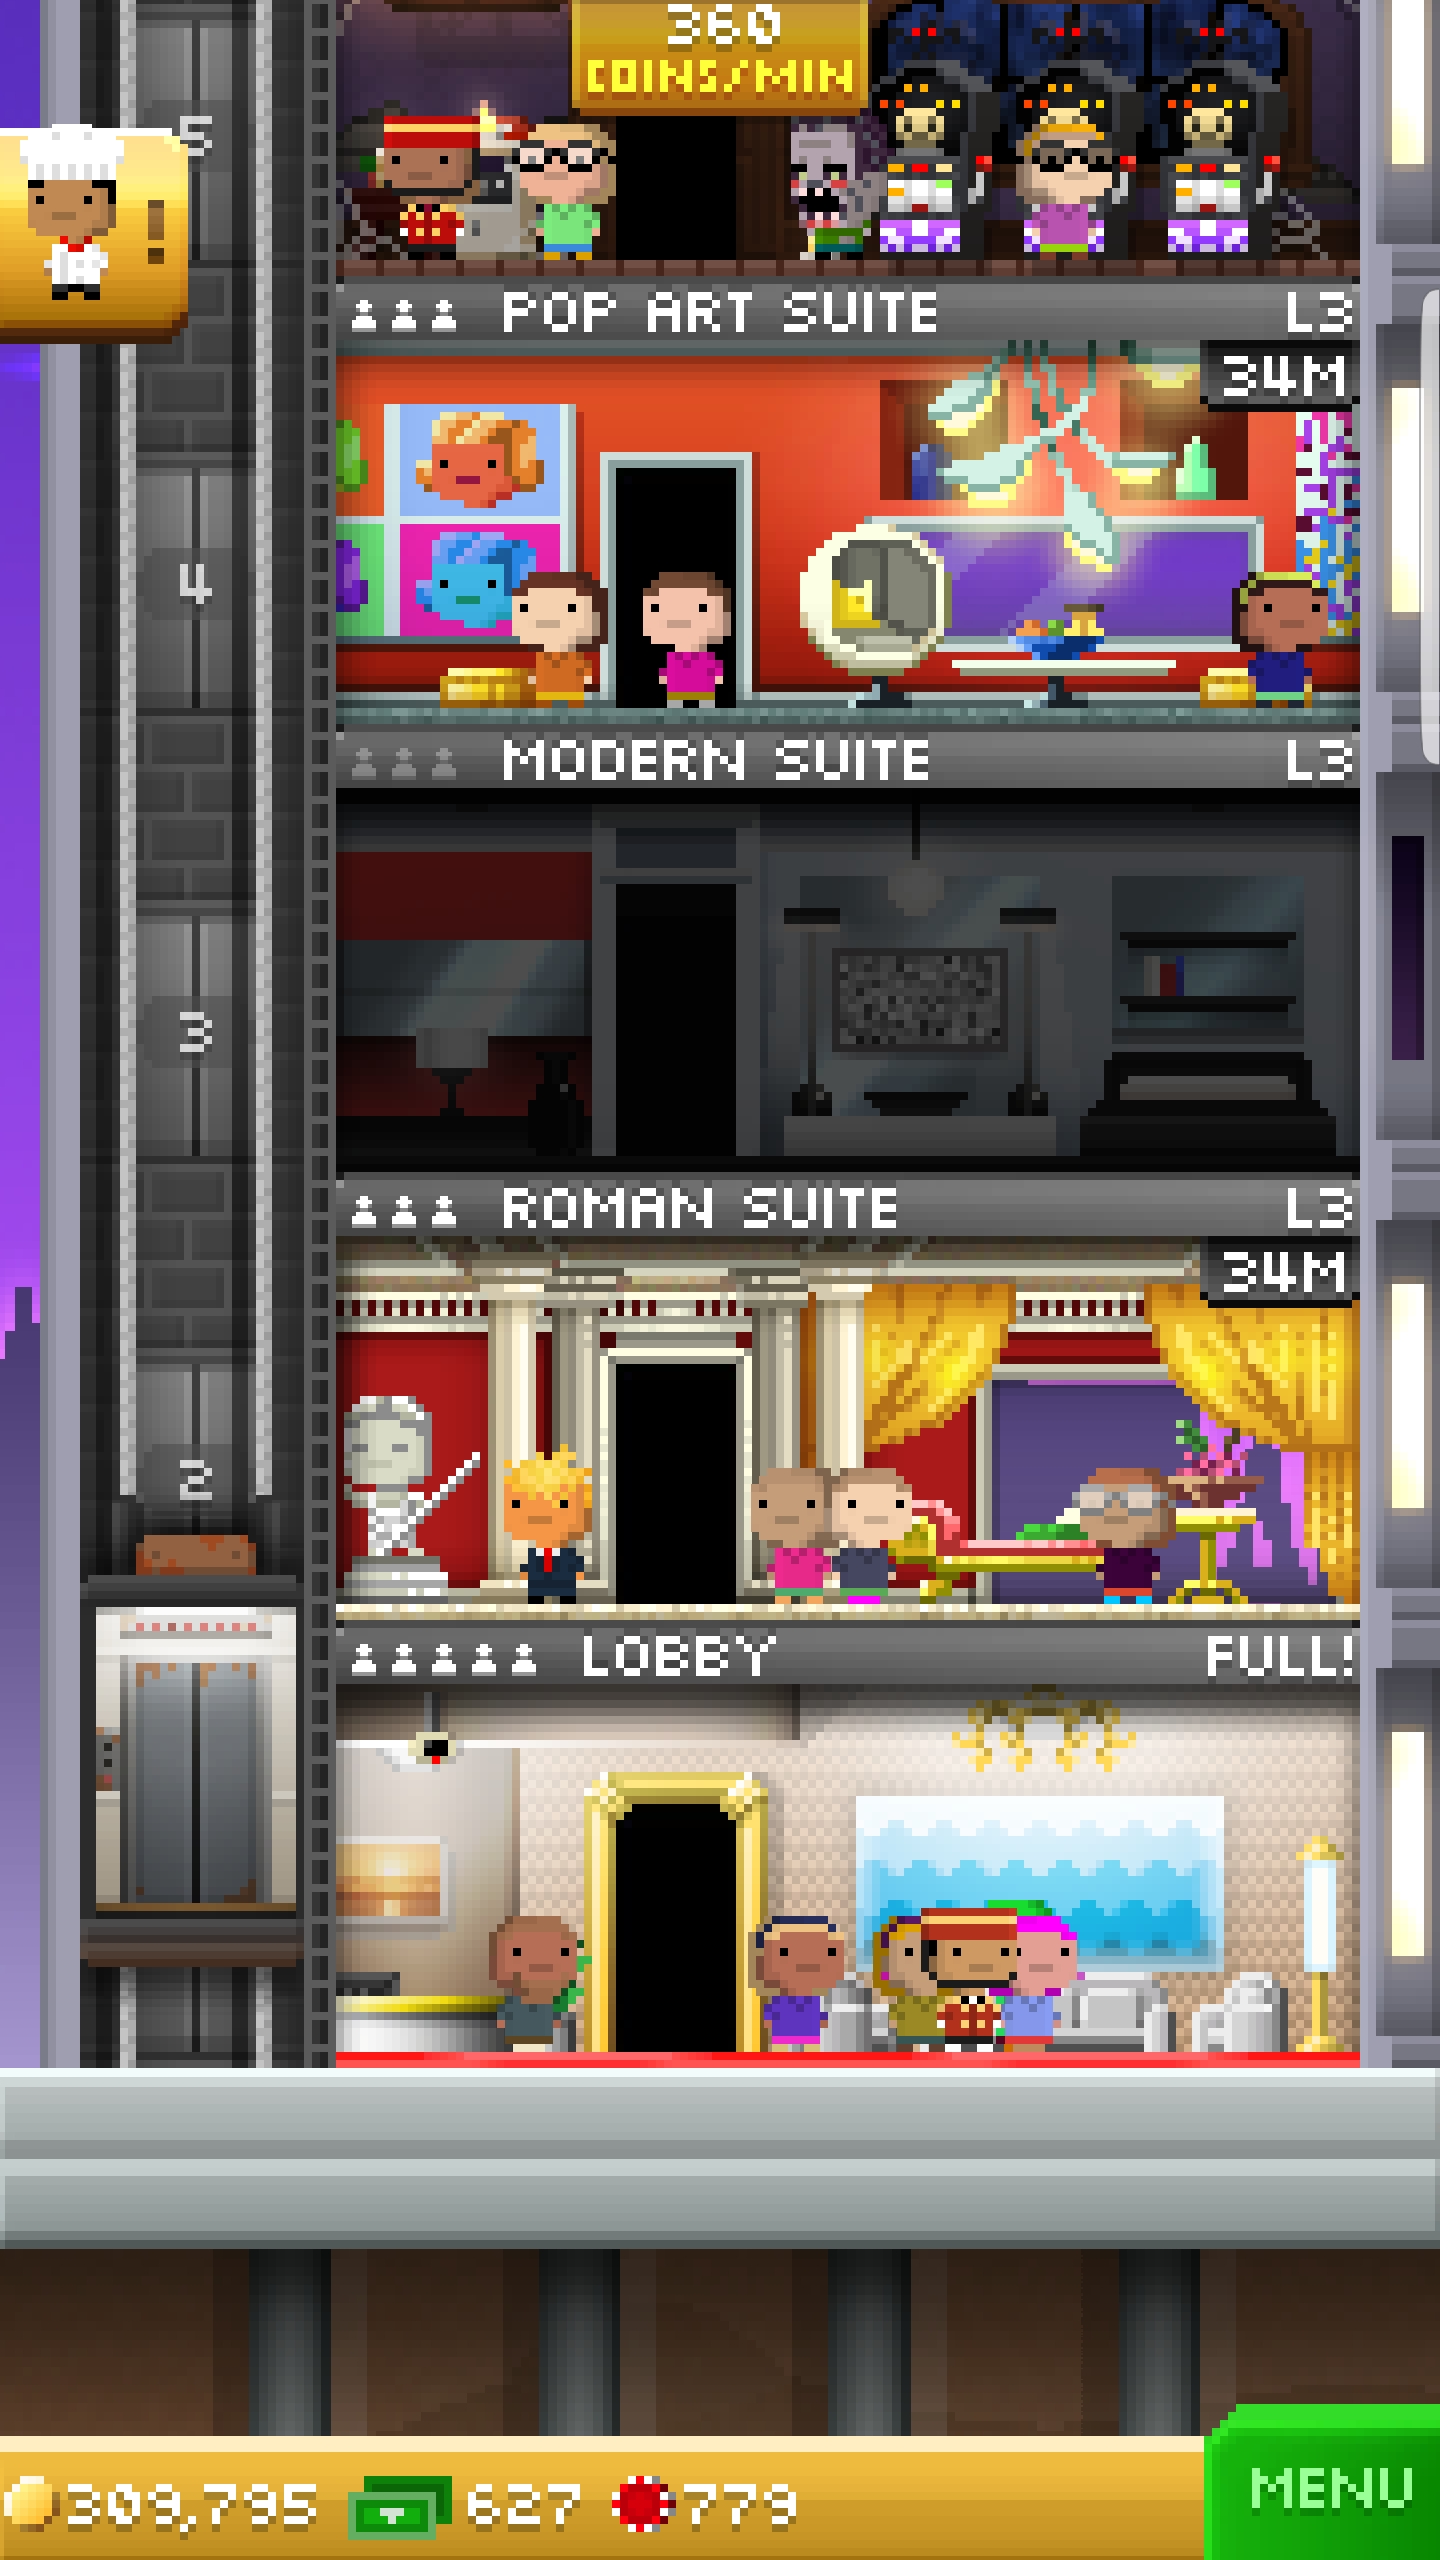 360
COINS/MIN
5
POP ART SUITE L3
34M
4
MODERN SUITE L3
3
ROMAN SUITE L3
34M
2
LOBBY FULL!
309,795 627 779
MENU